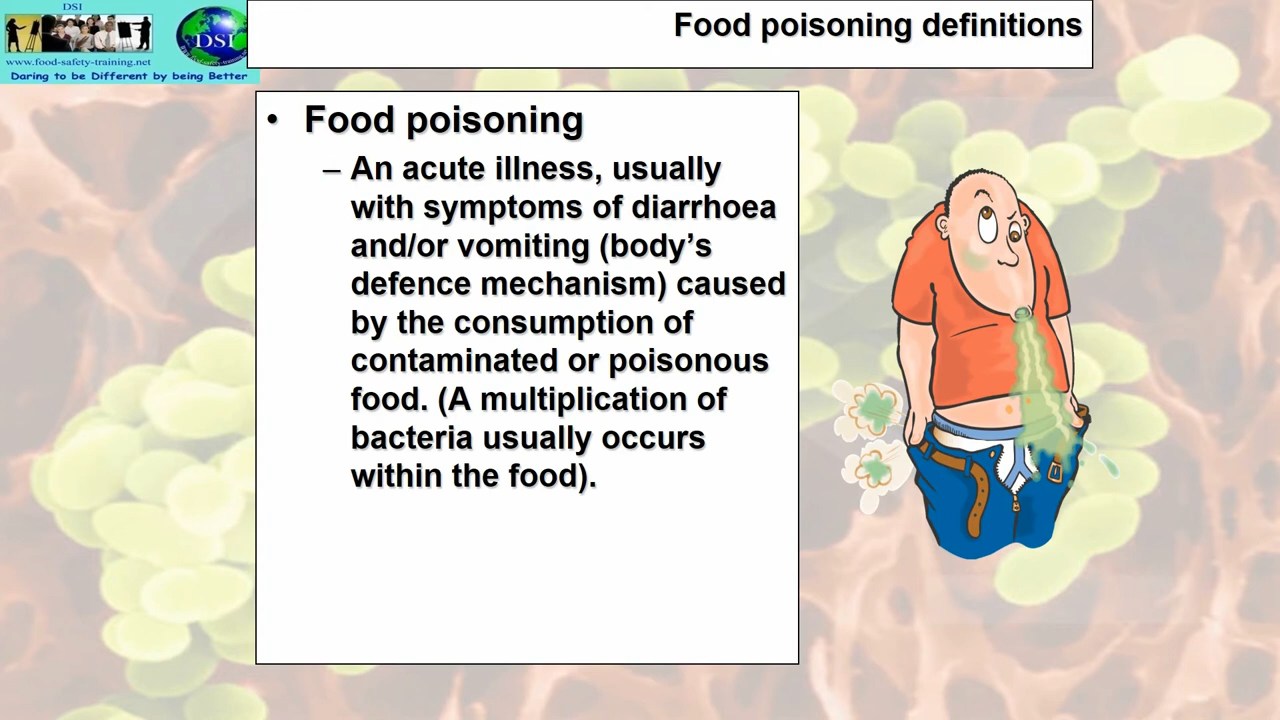 DSI
DSI
www.food-safety-training.net
Daring to be Different by being Better
Food poisoning definitions
• Food poisoning
– An acute illness, usually
with symptoms of diarrhoea
and/or vomiting (body’s
defence mechanism) caused
by the consumption of
contaminated or poisonous
food. (A multiplication of
bacteria usually occurs
within the food).